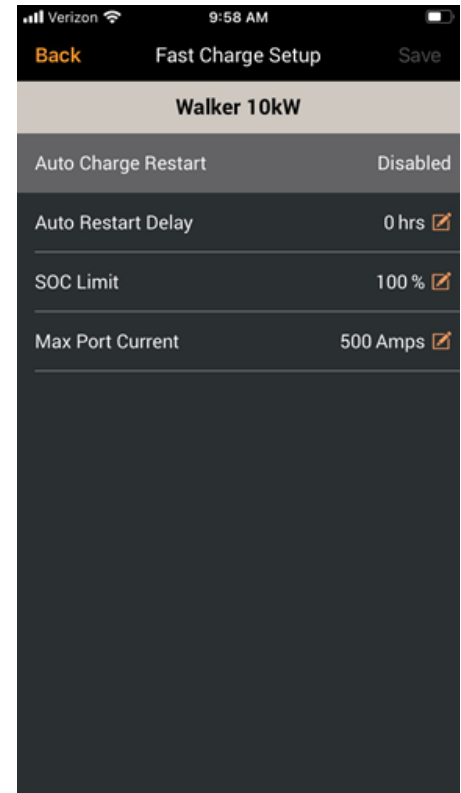 Verizon 9:58 AM
Back Fast Charge Setup Save
Walker 10kW
Auto Charge Restart Disabled
Auto Restart Delay 0 hrs
SOC Limit 100 %
Max Port Current 500 Amps